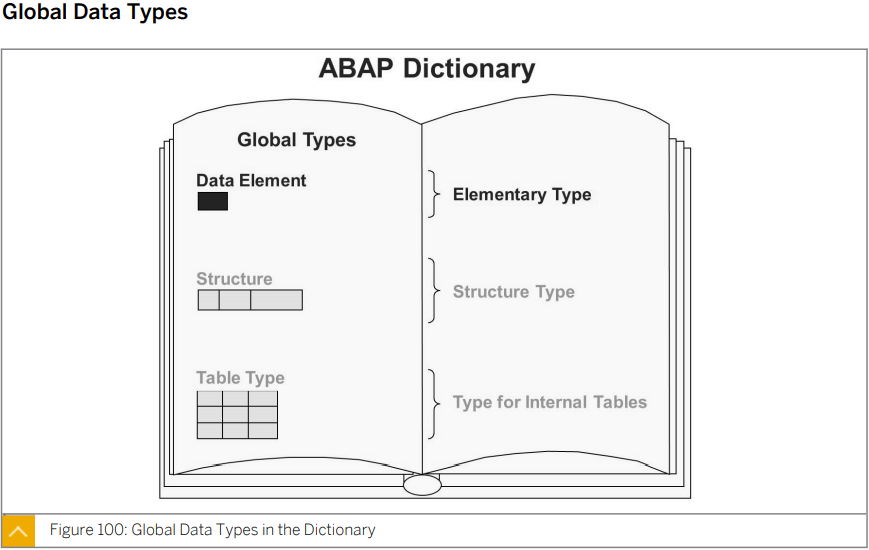 Global Data Types
ABAP Dictionary
Global Types
Data Element
Elementary Type
Structure
Structure Type
Table Type
Type for Internal Tables
Figure 100: Global Data Types in the Dictionary